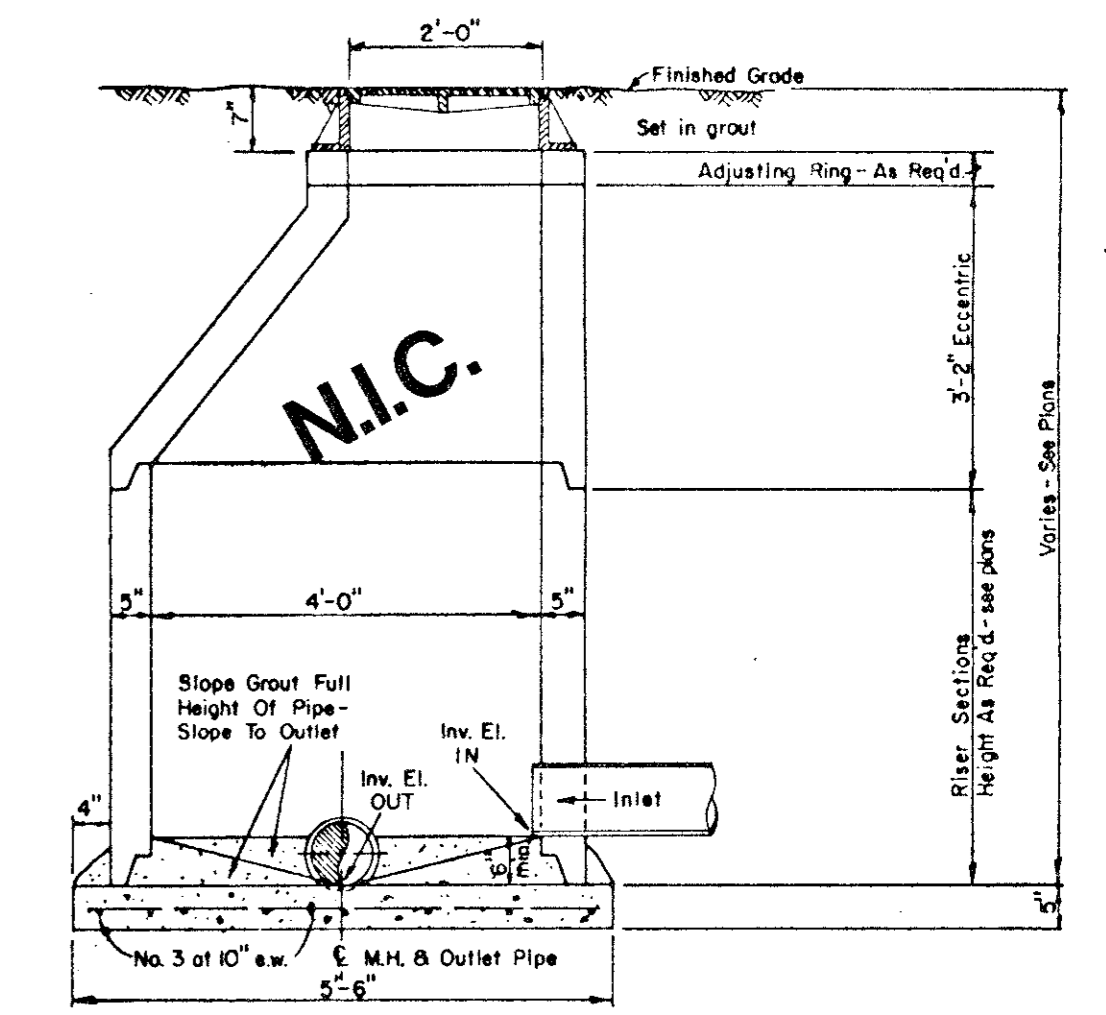 2'-0"
Finished Grade
7"
Set in grout
Adjusting Ring - As Req'd.
3'-2" Eccentric
N.I.C.
Varies - See Plans
5"
4'-0"
5"
Riser Sections
Height As Req'd. - see plans
Slope Grout Full
Height Of Pipe -
Slope To Outlet
Inv. El.
IN
Inv. El.
OUT
Inlet
4"
6"
min.
5"
No. 3 at 10" e.w.
℄ M.H. & Outlet Pipe
5'-6"